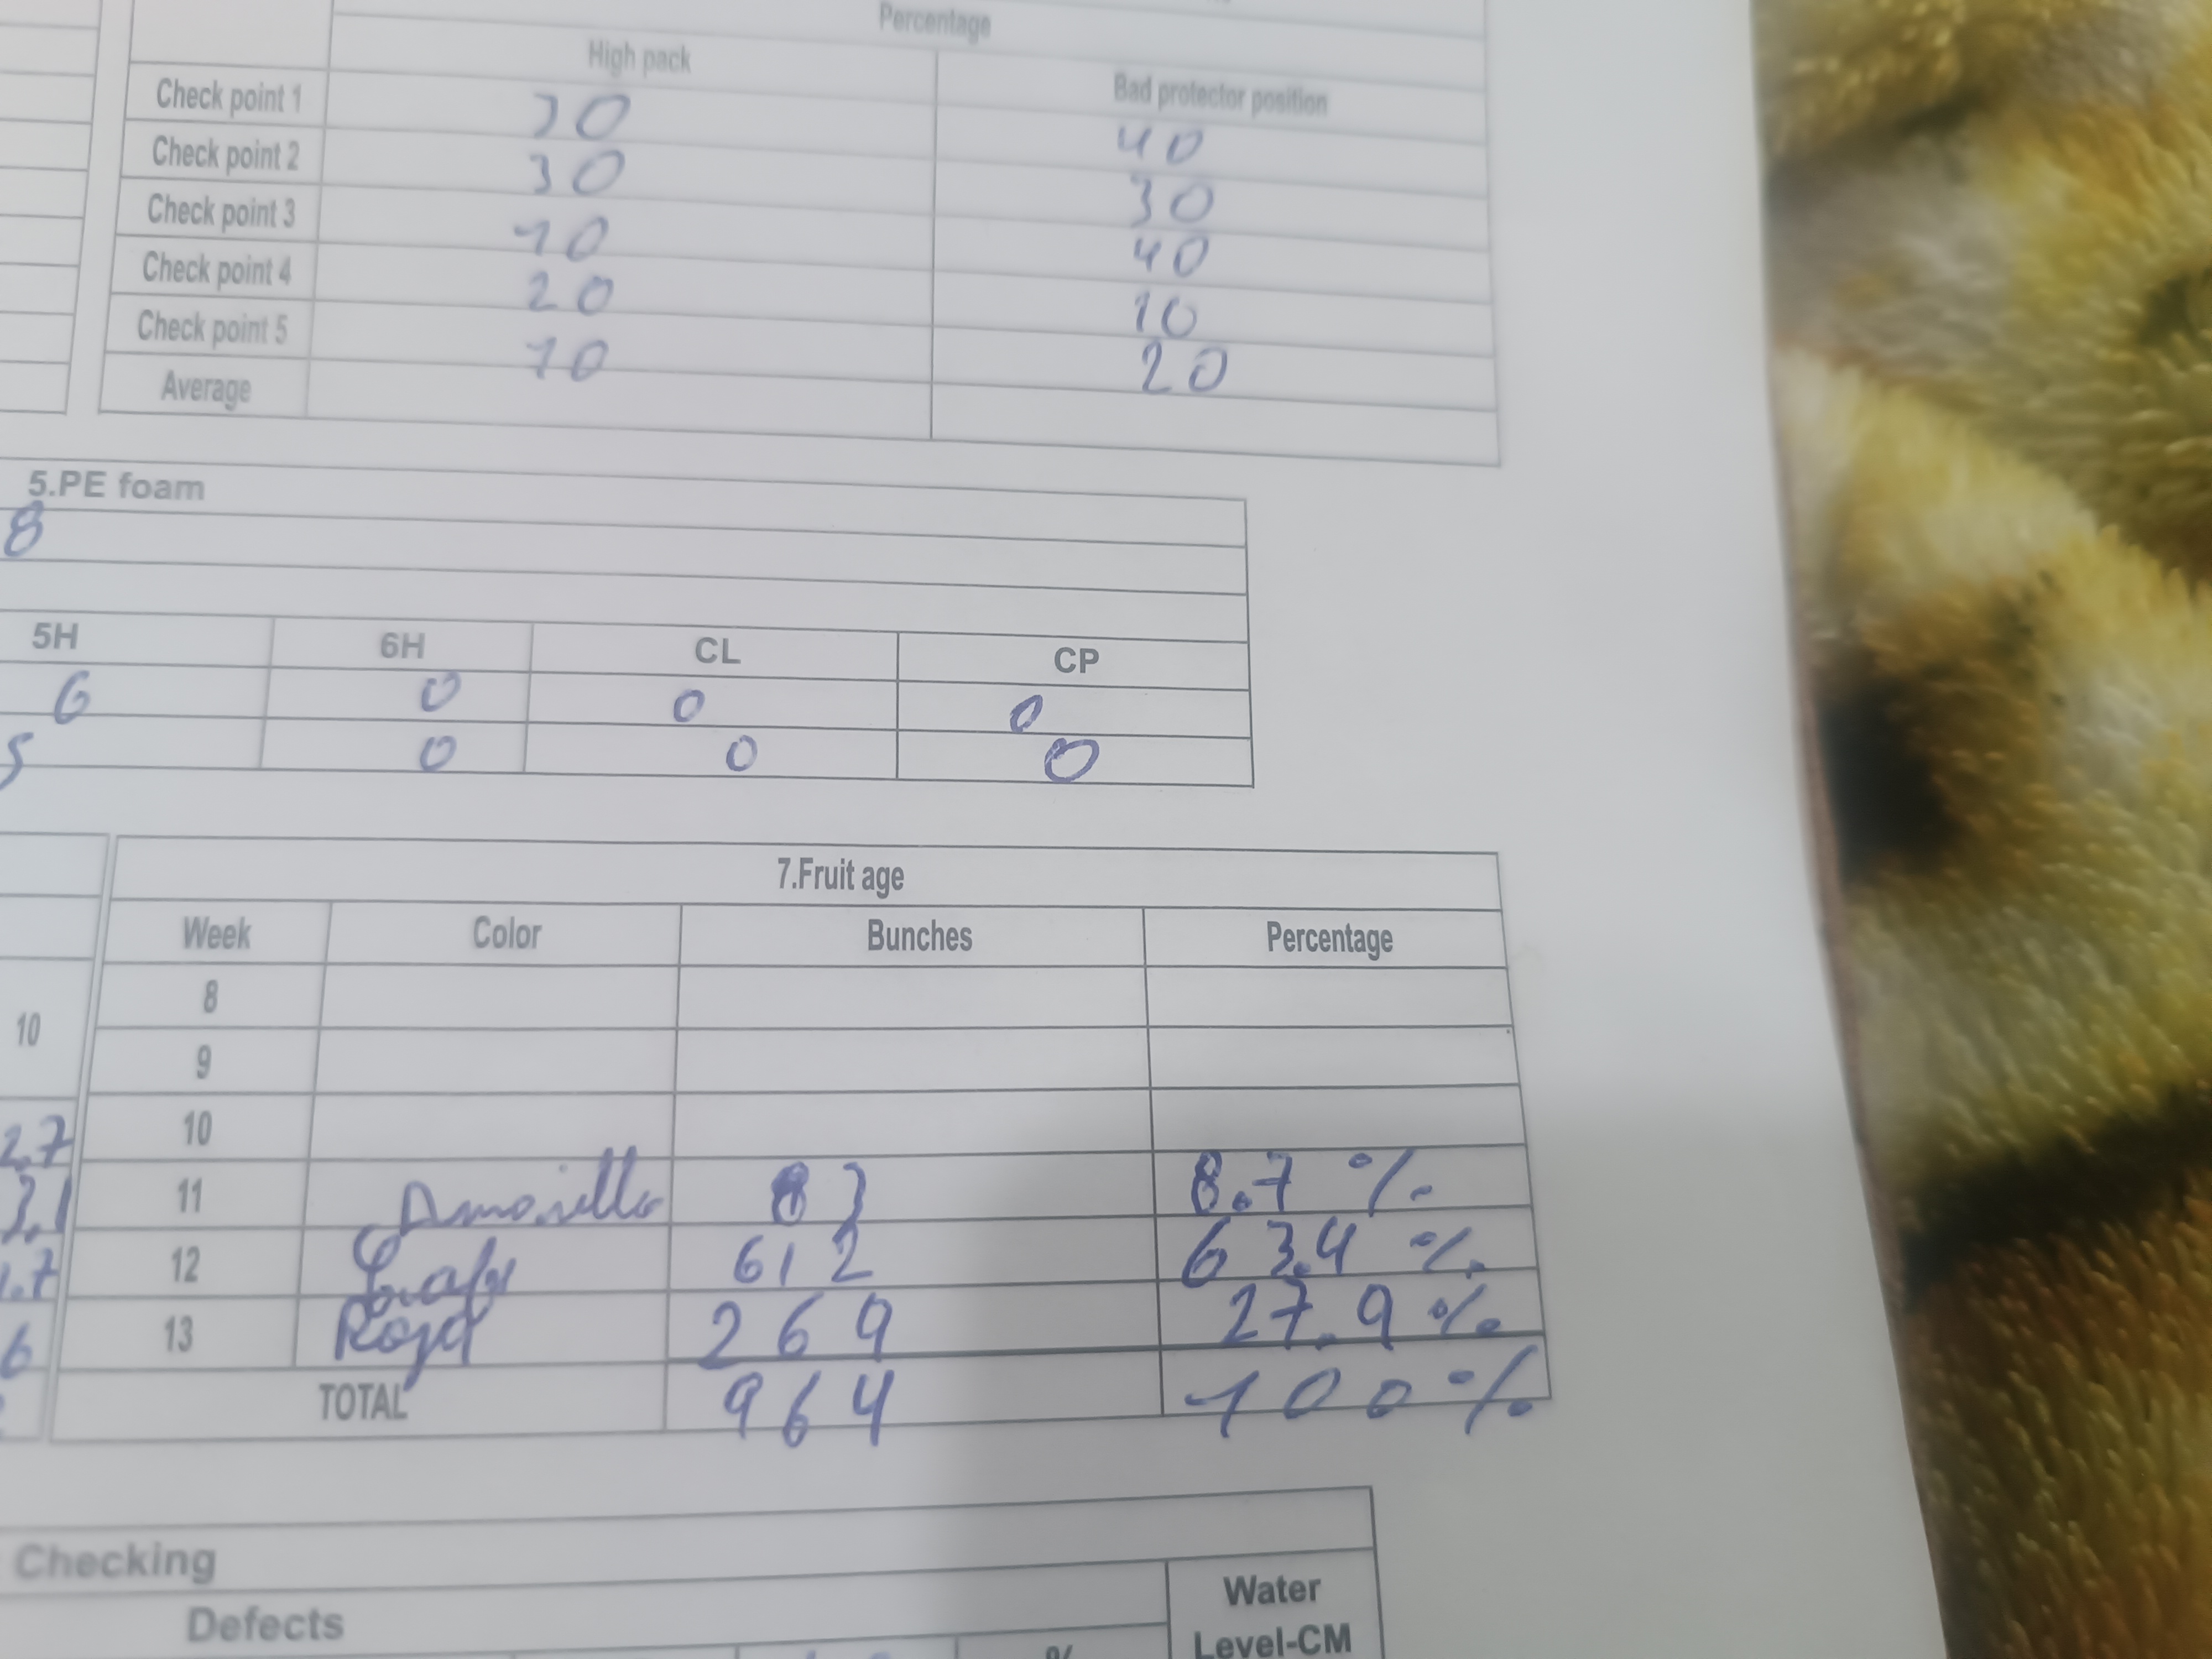 Percentage
High pack Bad protector position
Check point 1 30 40
Check point 2 30 30
Check point 3 10 40
Check point 4 20 10
Check point 5 10 20
Average
5.PE foam
8
5H 6H CL CP
6 0 0 0
5 0 0 0
7.Fruit age
Week Color Bunches Percentage
8
10 9
2.7 10
3.1 11 Amarillo 83 8.7 %
.7 12 612 63.4 %
6 13 Roja 269 27.9 %
TOTAL 964 100 %
Checking
Defects Water
Level-CM
%